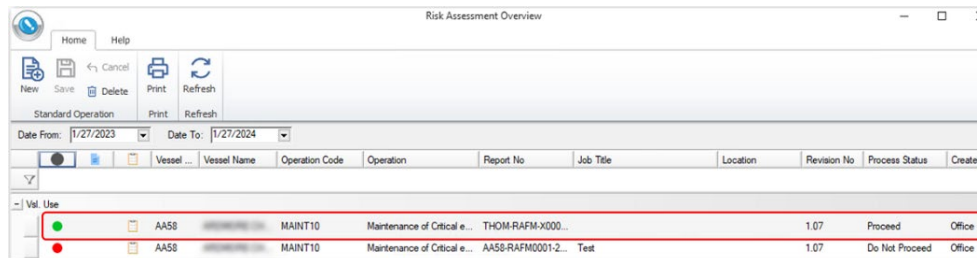 Risk Assessment Overview
Home Help
New Save Cancel Delete Print Refresh
Standard Operation Print Refresh
Date From: 1/27/2023 Date To: 1/27/2024
Vessel ... Vessel Name Operation Code Operation Report No Job Title Location Revision No Process Status Create
Vsl. Use
AA58 MAINT10 Maintenance of Critical e... THOM-RAFM-X000... 1.07 Proceed Office
AA58 MAINT10 Maintenance of Critical e... AA58-RAFM0001-2... Test 1.07 Do Not Proceed Office